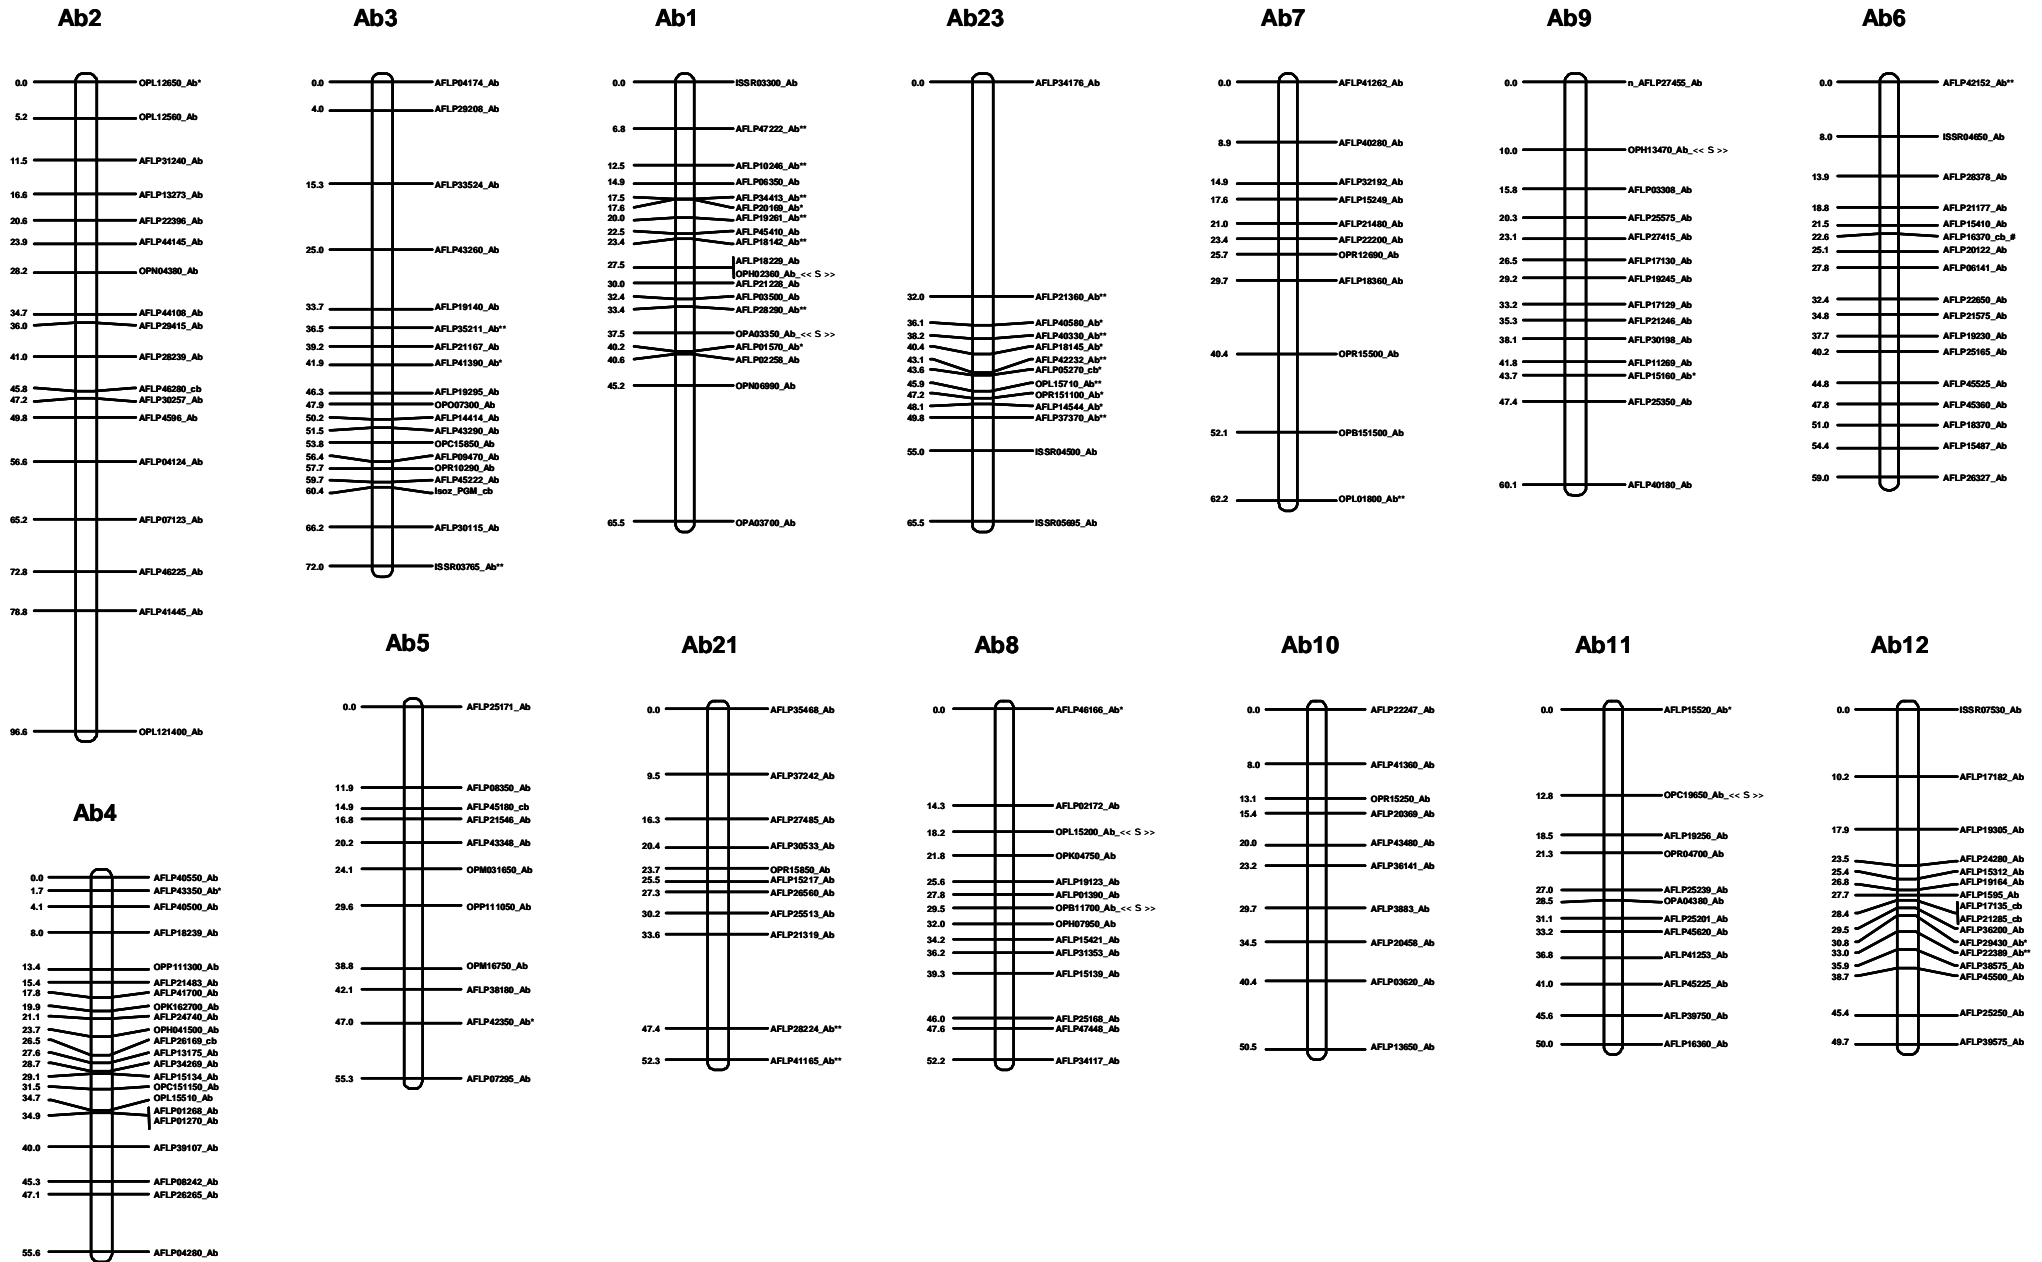 Ab2
0.0 OPL12650_Ab*
5.2 OPL12560_Ab
11.5 AFLP31240_Ab
16.6 AFLP13273_Ab
20.6 AFLP22396_Ab
23.9 AFLP44145_Ab
28.2 OPN04380_Ab
34.7 AFLP44108_Ab
36.0 AFLP29415_Ab
41.0 AFLP28239_Ab
45.8 AFLP46280_cb
47.2 AFLP30257_Ab
49.8 AFLP4596_Ab
56.6 AFLP04124_Ab
65.2 AFLP07123_Ab
72.8 AFLP46225_Ab
78.8 AFLP41445_Ab
96.6 OPL121400_Ab
Ab3
0.0 AFLP04174_Ab
4.0 AFLP29208_Ab
15.3 AFLP33524_Ab
25.0 AFLP43260_Ab
33.7 AFLP19140_Ab
36.5 AFLP35211_Ab**
39.2 AFLP21167_Ab
41.9 AFLP41390_Ab*
46.3 AFLP19295_Ab
47.9 OPO07300_Ab
50.2 AFLP14414_Ab
51.5 AFLP43290_Ab
53.8 OPC15850_Ab
56.4 AFLP09470_Ab
57.7 OPR10290_Ab
59.7 AFLP45222_Ab
60.4 Isoz_PGM_cb
66.2 AFLP30115_Ab
72.0 ISSR03765_Ab**
Ab1
0.0 ISSR03300_Ab
6.8 AFLP47222_Ab**
12.5 AFLP10246_Ab**
14.9 AFLP06350_Ab
17.5 AFLP34413_Ab**
17.6 AFLP20169_Ab*
20.0 AFLP19261_Ab**
22.5 AFLP45410_Ab
23.4 AFLP18142_Ab**
27.5 AFLP18229_Ab
OPH02360_Ab_<< S >>
30.0 AFLP21228_Ab
32.4 AFLP03500_Ab
33.4 AFLP28290_Ab**
37.5 OPA03350_Ab_<< S >>
40.2 AFLP01570_Ab*
40.6 AFLP02258_Ab
45.2 OPN06990_Ab
65.5 OPA03700_Ab
Ab23
0.0 AFLP34176_Ab
32.0 AFLP21360_Ab**
36.1 AFLP40580_Ab*
38.2 AFLP40330_Ab**
40.4 AFLP18145_Ab*
43.1 AFLP42232_Ab**
43.6 AFLP05270_cb*
45.9 OPL15710_Ab**
47.2 OPR151100_Ab*
48.1 AFLP14544_Ab*
49.8 AFLP37370_Ab**
55.0 ISSR04500_Ab
65.5 ISSR05695_Ab
Ab7
0.0 AFLP41262_Ab
8.9 AFLP40280_Ab
14.9 AFLP32192_Ab
17.6 AFLP15249_Ab
21.0 AFLP21480_Ab
23.4 AFLP22200_Ab
25.7 OPR12690_Ab
29.7 AFLP18360_Ab
40.4 OPR15500_Ab
52.1 OPB151500_Ab
62.2 OPL01800_Ab**
Ab9
0.0 n_AFLP27455_Ab
10.0 OPH13470_Ab_<< S >>
15.8 AFLP03308_Ab
20.3 AFLP25575_Ab
23.1 AFLP27415_Ab
26.5 AFLP17130_Ab
29.2 AFLP19245_Ab
33.2 AFLP17129_Ab
35.3 AFLP21246_Ab
38.1 AFLP30198_Ab
41.8 AFLP11269_Ab
43.7 AFLP15160_Ab*
47.4 AFLP25350_Ab
60.1 AFLP40180_Ab
Ab6
0.0 AFLP42152_Ab**
8.0 ISSR04650_Ab
13.9 AFLP28378_Ab
18.8 AFLP21177_Ab
21.5 AFLP15410_Ab
22.6 AFLP16370_cb_#
25.1 AFLP20122_Ab
27.8 AFLP06141_Ab
32.4 AFLP22650_Ab
34.8 AFLP21575_Ab
37.7 AFLP19230_Ab
40.2 AFLP25165_Ab
44.8 AFLP45525_Ab
47.8 AFLP45360_Ab
51.0 AFLP18370_Ab
54.4 AFLP15487_Ab
59.0 AFLP26327_Ab
Ab4
0.0 AFLP40550_Ab
1.7 AFLP43350_Ab*
4.1 AFLP40500_Ab
8.0 AFLP18239_Ab
13.4 OPP111300_Ab
15.4 AFLP21483_Ab
17.8 AFLP41700_Ab
19.9 OPK162700_Ab
21.1 AFLP24740_Ab
23.7 OPH041500_Ab
26.5 AFLP26169_cb
27.6 AFLP13175_Ab
28.7 AFLP34269_Ab
29.1 AFLP15134_Ab
31.5 OPC151150_Ab
34.7 OPL15510_Ab
34.9 AFLP01268_Ab
AFLP01270_Ab
40.0 AFLP39107_Ab
45.3 AFLP08242_Ab
47.1 AFLP26265_Ab
55.6 AFLP04280_Ab
Ab5
0.0 AFLP25171_Ab
11.9 AFLP08350_Ab
14.9 AFLP45180_cb
16.8 AFLP21546_Ab
20.2 AFLP43348_Ab
24.1 OPM031650_Ab
29.6 OPP11050_Ab
38.8 OPM16750_Ab
42.1 AFLP38180_Ab
47.0 AFLP42350_Ab*
55.3 AFLP07295_Ab
Ab21
0.0 AFLP35468_Ab
9.5 AFLP37242_Ab
16.3 AFLP27485_Ab
20.4 AFLP30533_Ab
23.7 OPR15850_Ab
25.5 AFLP15217_Ab
27.3 AFLP26560_Ab
30.2 AFLP25513_Ab
33.6 AFLP21319_Ab
47.4 AFLP28224_Ab**
52.3 AFLP41165_Ab**
Ab8
0.0 AFLP46166_Ab*
14.3 AFLP02172_Ab
18.2 OPL15200_Ab_<< S >>
21.8 OPK04750_Ab
25.6 AFLP19123_Ab
27.8 AFLP01390_Ab
29.5 OPB11700_Ab_<< S >>
32.0 OPH07950_Ab
34.2 AFLP15421_Ab
36.2 AFLP31353_Ab
39.3 AFLP15139_Ab
46.0 AFLP25168_Ab
47.6 AFLP47448_Ab
52.2 AFLP34117_Ab
Ab10
0.0 AFLP22247_Ab
8.0 AFLP41360_Ab
13.1 OPR15250_Ab
15.4 AFLP20369_Ab
20.0 AFLP43480_Ab
23.2 AFLP36141_Ab
29.7 AFLP3883_Ab
34.5 AFLP20458_Ab
40.4 AFLP03620_Ab
50.5 AFLP13650_Ab
Ab11
0.0 AFLP15520_Ab*
12.8 OPC19650_Ab_<< S >>
18.5 AFLP19256_Ab
21.3 OPR04700_Ab
27.0 AFLP25239_Ab
28.5 OPA04380_Ab
31.1 AFLP25201_Ab
33.2 AFLP45620_Ab
36.8 AFLP41253_Ab
41.0 AFLP45225_Ab
45.6 AFLP39750_Ab
50.0 AFLP16360_Ab
Ab12
0.0 ISSR07530_Ab
10.2 AFLP17182_Ab
17.9 AFLP19305_Ab
23.5 AFLP24280_Ab
25.4 AFLP15312_Ab
26.8 AFLP19164_Ab
27.7 AFLP1595_Ab
28.4 AFLP17135_cb
AFLP21285_cb
29.5 AFLP36200_Ab
30.8 AFLP29430_Ab*
33.0 AFLP22389_Ab**
35.9 AFLP38575_Ab
38.7 AFLP45500_Ab
45.4 AFLP25250_Ab
49.7 AFLP39575_Ab